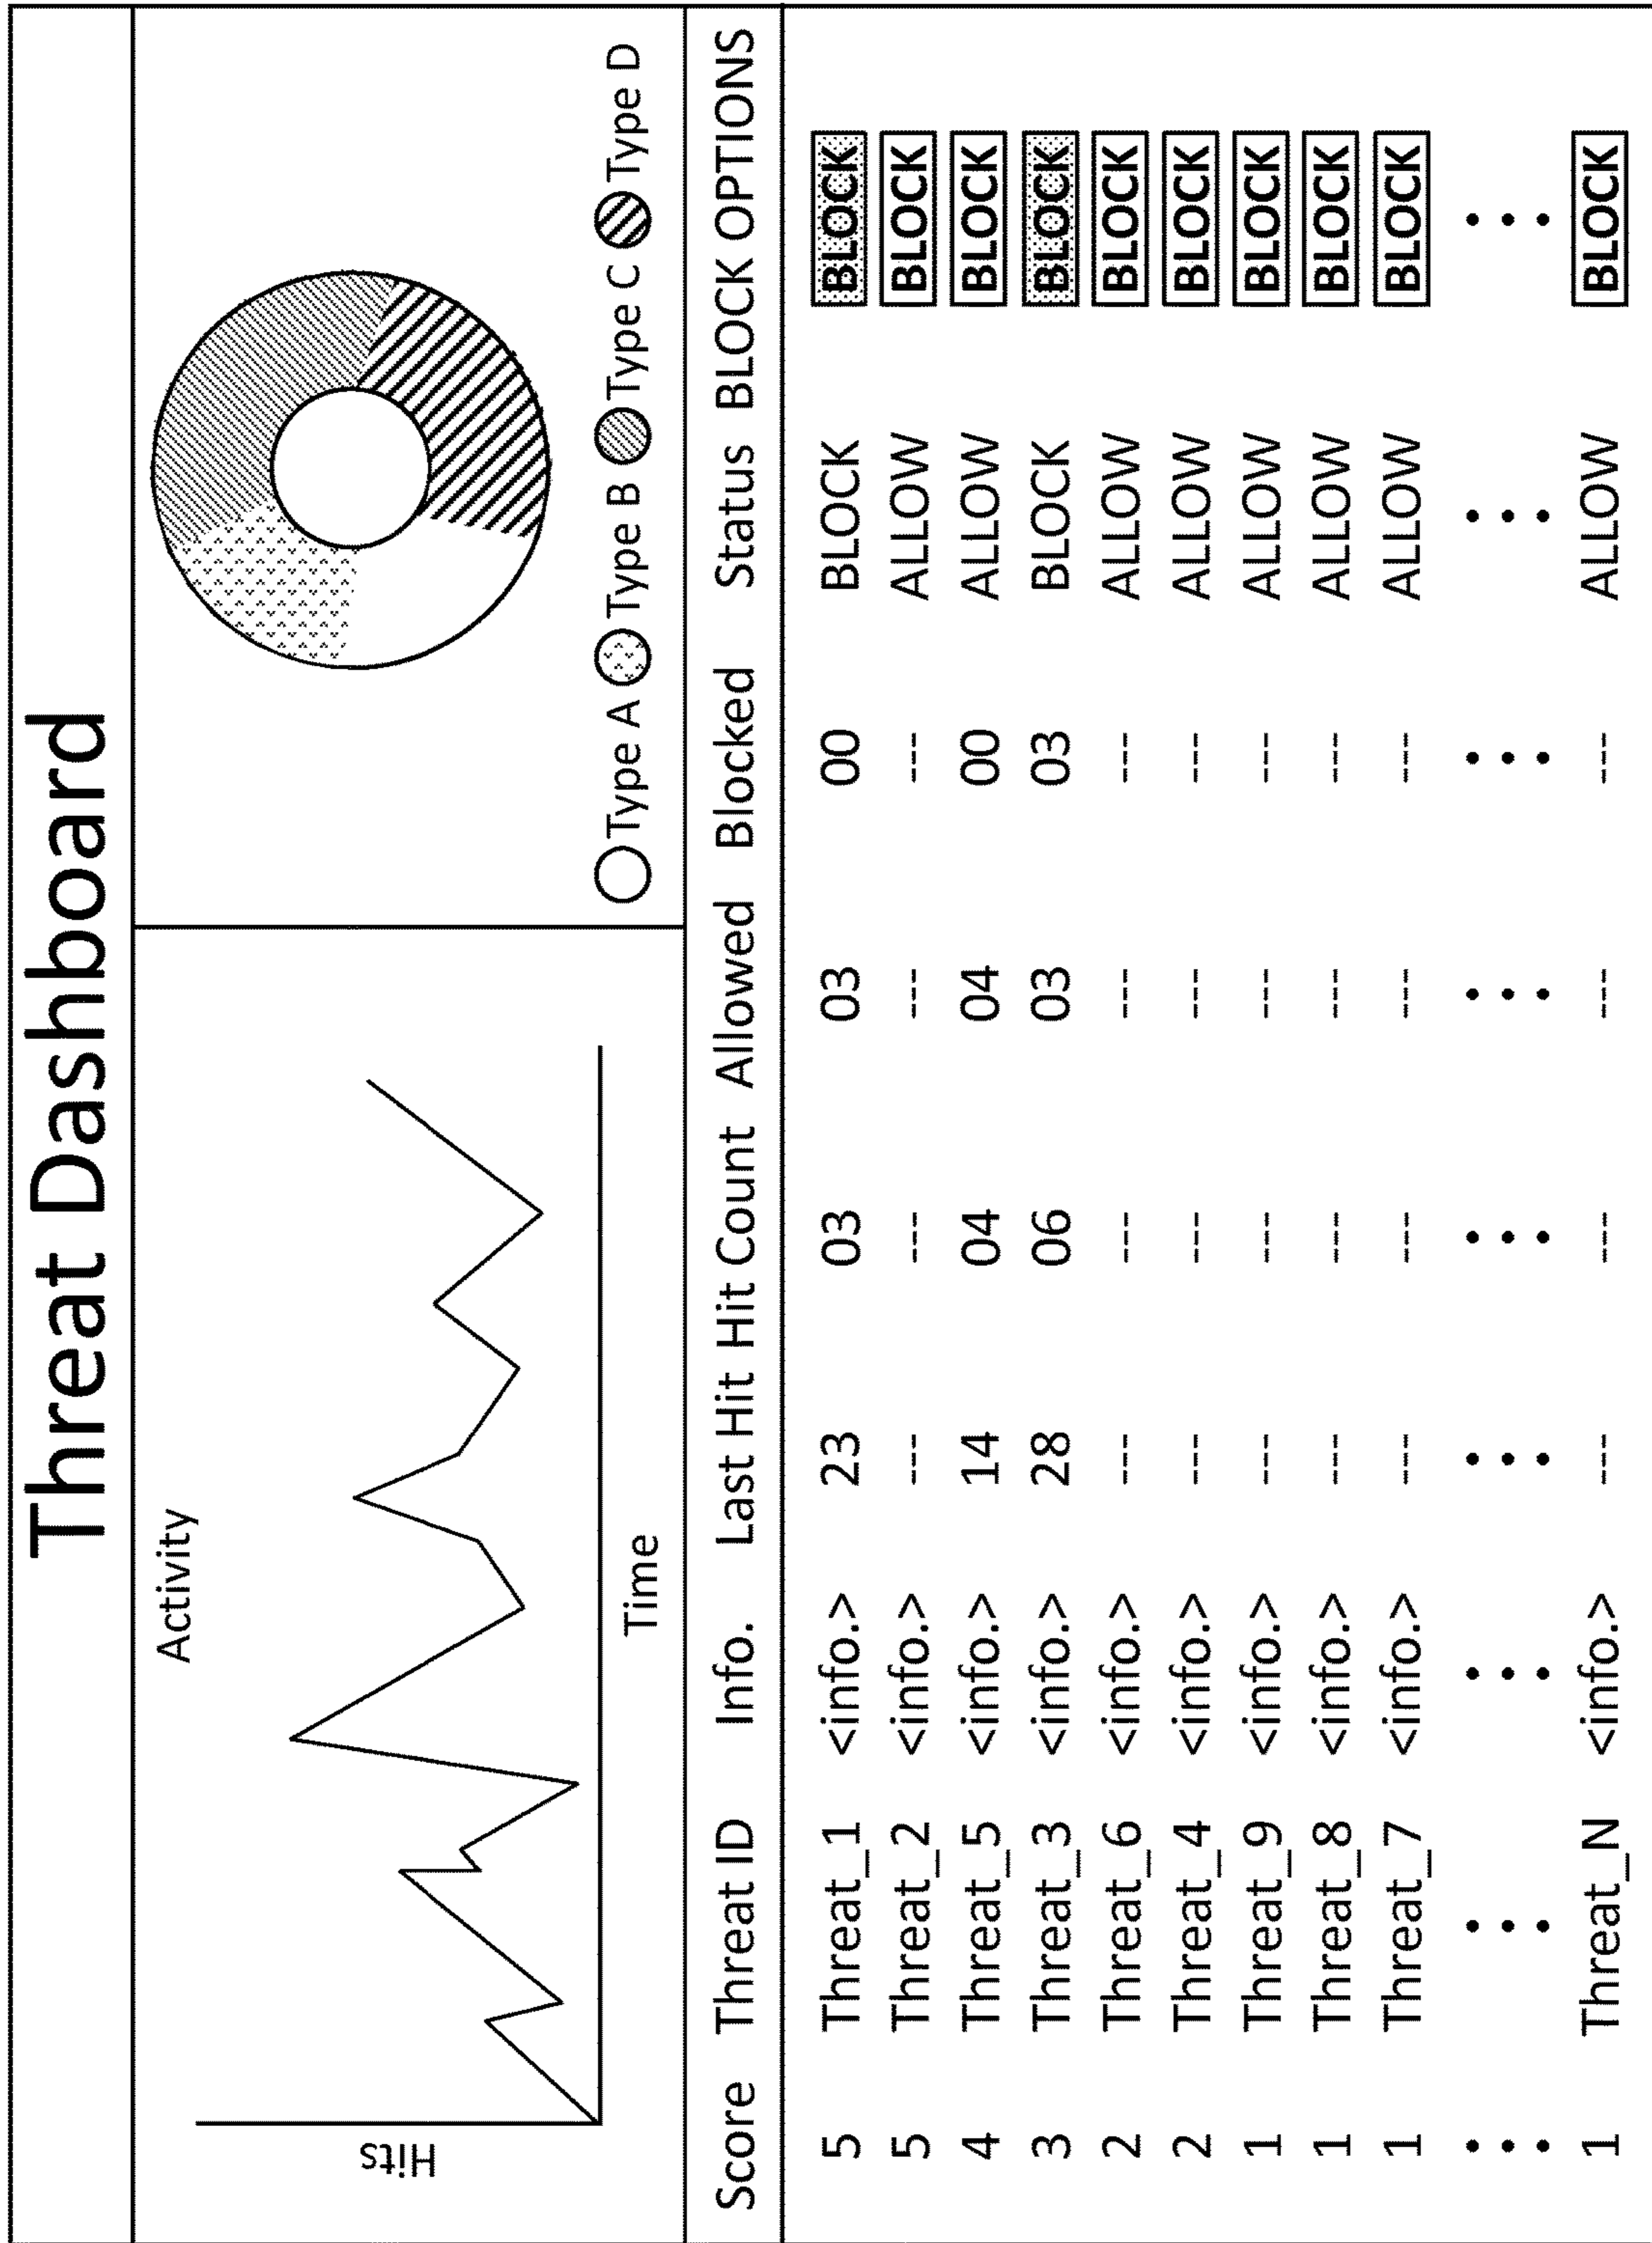 Threat Dashboard
Activity
Hits
Time
Type A Type B Type C Type D
Score Threat ID Info. Last Hit Hit Count Allowed Blocked Status BLOCK OPTIONS
5 Threat_1 <info.> 23 03 03 00 BLOCK BLOCK
5 Threat_2 <info.> --- --- --- --- ALLOW BLOCK
4 Threat_5 <info.> 14 04 04 00 ALLOW BLOCK
3 Threat_3 <info.> 28 06 03 03 BLOCK BLOCK
2 Threat_6 <info.> --- --- --- --- ALLOW BLOCK
2 Threat_4 <info.> --- --- --- --- ALLOW BLOCK
1 Threat_9 <info.> --- --- --- --- ALLOW BLOCK
1 Threat_8 <info.> --- --- --- --- ALLOW BLOCK
1 Threat_7 <info.> --- --- --- --- ALLOW BLOCK
1 Threat_N <info.> --- --- --- --- ALLOW BLOCK